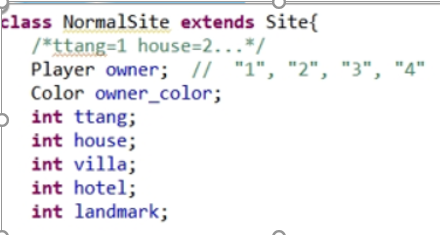 class NormalSite extends Site{
/*ttang=1 house=2...*/
Player owner; // "1", "2", "3", "4"
Color owner_color;
int ttang;
int house;
int villa;
int hotel;
int landmark;